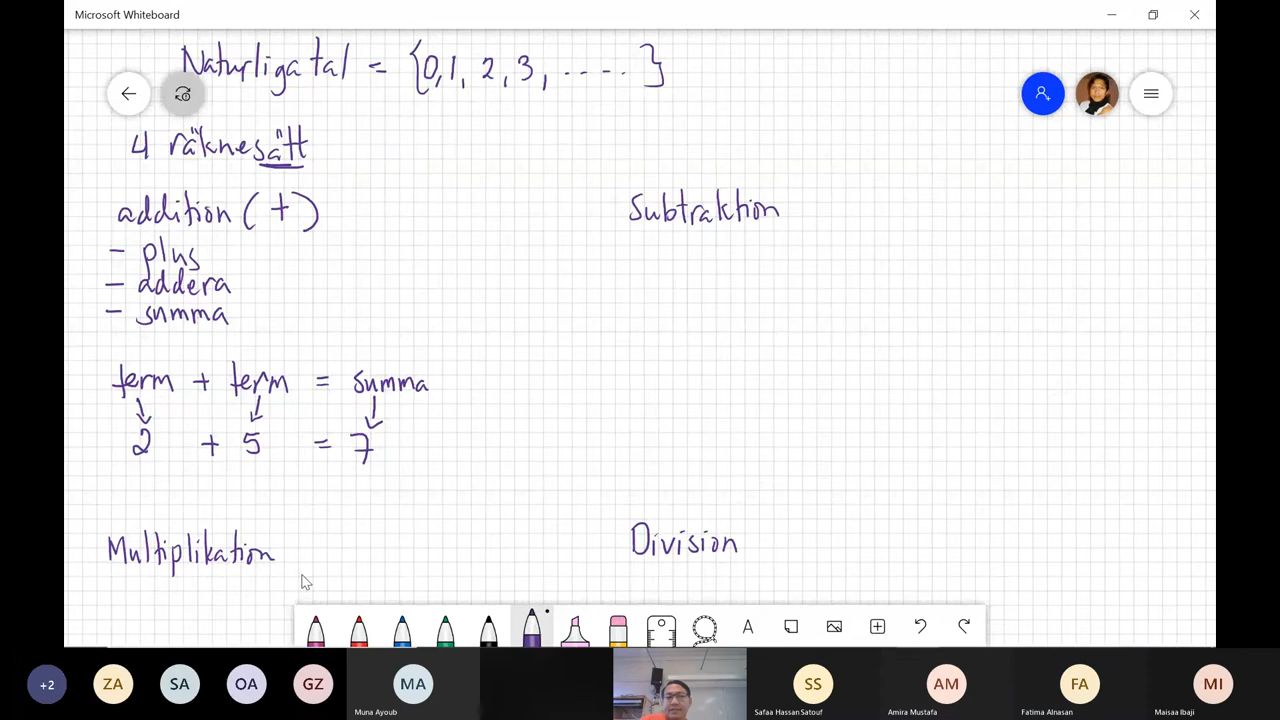 Microsoft Whiteboard
Naturliga tal = {0,1, 2, 3, ..... }
4 räknesätt
addition (+)
Subtraktion
- plus
- addera
- summa
term + term = summa
2 + 5 = 7
Multiplikation
Division
A
+2
ZA
SA
OA
GZ
MA
SS
AM
FA
MI
Muna Ayoub
Safaa Hassan Satouf
Amira Mustafa
Fatima Alnasan
Maisaa Ibaji